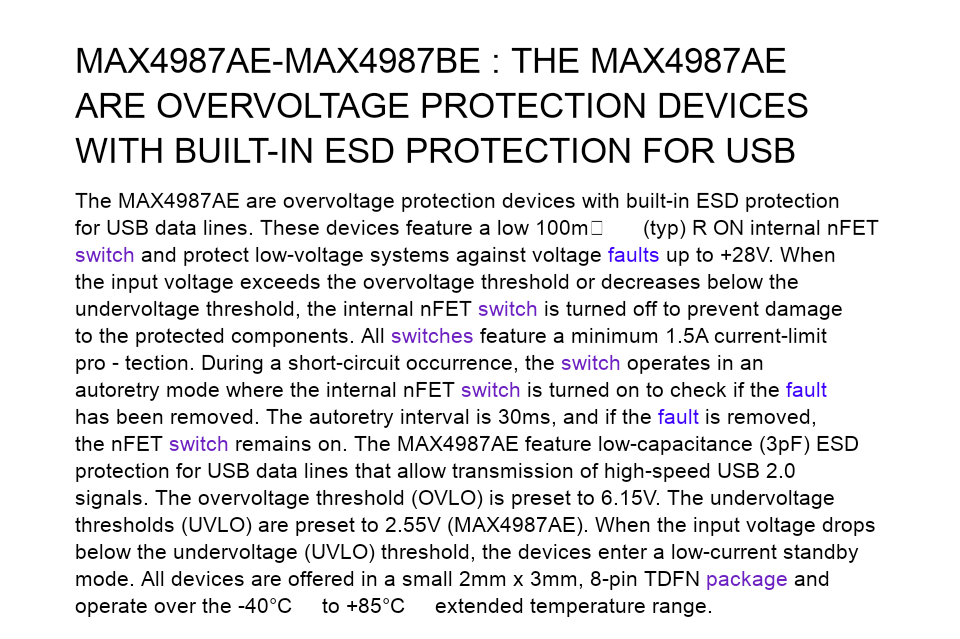 MAX4987AE-MAX4987BE : THE MAX4987AE
ARE OVERVOLTAGE PROTECTION DEVICES
WITH BUILT-IN ESD PROTECTION FOR USB
The MAX4987AE are overvoltage protection devices with built-in ESD protection
for USB data lines. These devices feature a low 100m□ (typ) R ON internal nFET
switch and protect low-voltage systems against voltage faults up to +28V. When
the input voltage exceeds the overvoltage threshold or decreases below the
undervoltage threshold, the internal nFET switch is turned off to prevent damage
to the protected components. All switches feature a minimum 1.5A current-limit
pro - tection. During a short-circuit occurrence, the switch operates in an
autoretry mode where the internal nFET switch is turned on to check if the fault
has been removed. The autoretry interval is 30ms, and if the fault is removed,
the nFET switch remains on. The MAX4987AE feature low-capacitance (3pF) ESD
protection for USB data lines that allow transmission of high-speed USB 2.0
signals. The overvoltage threshold (OVLO) is preset to 6.15V. The undervoltage
thresholds (UVLO) are preset to 2.55V (MAX4987AE). When the input voltage drops
below the undervoltage (UVLO) threshold, the devices enter a low-current standby
mode. All devices are offered in a small 2mm x 3mm, 8-pin TDFN package and
operate over the -40°C to +85°C extended temperature range.